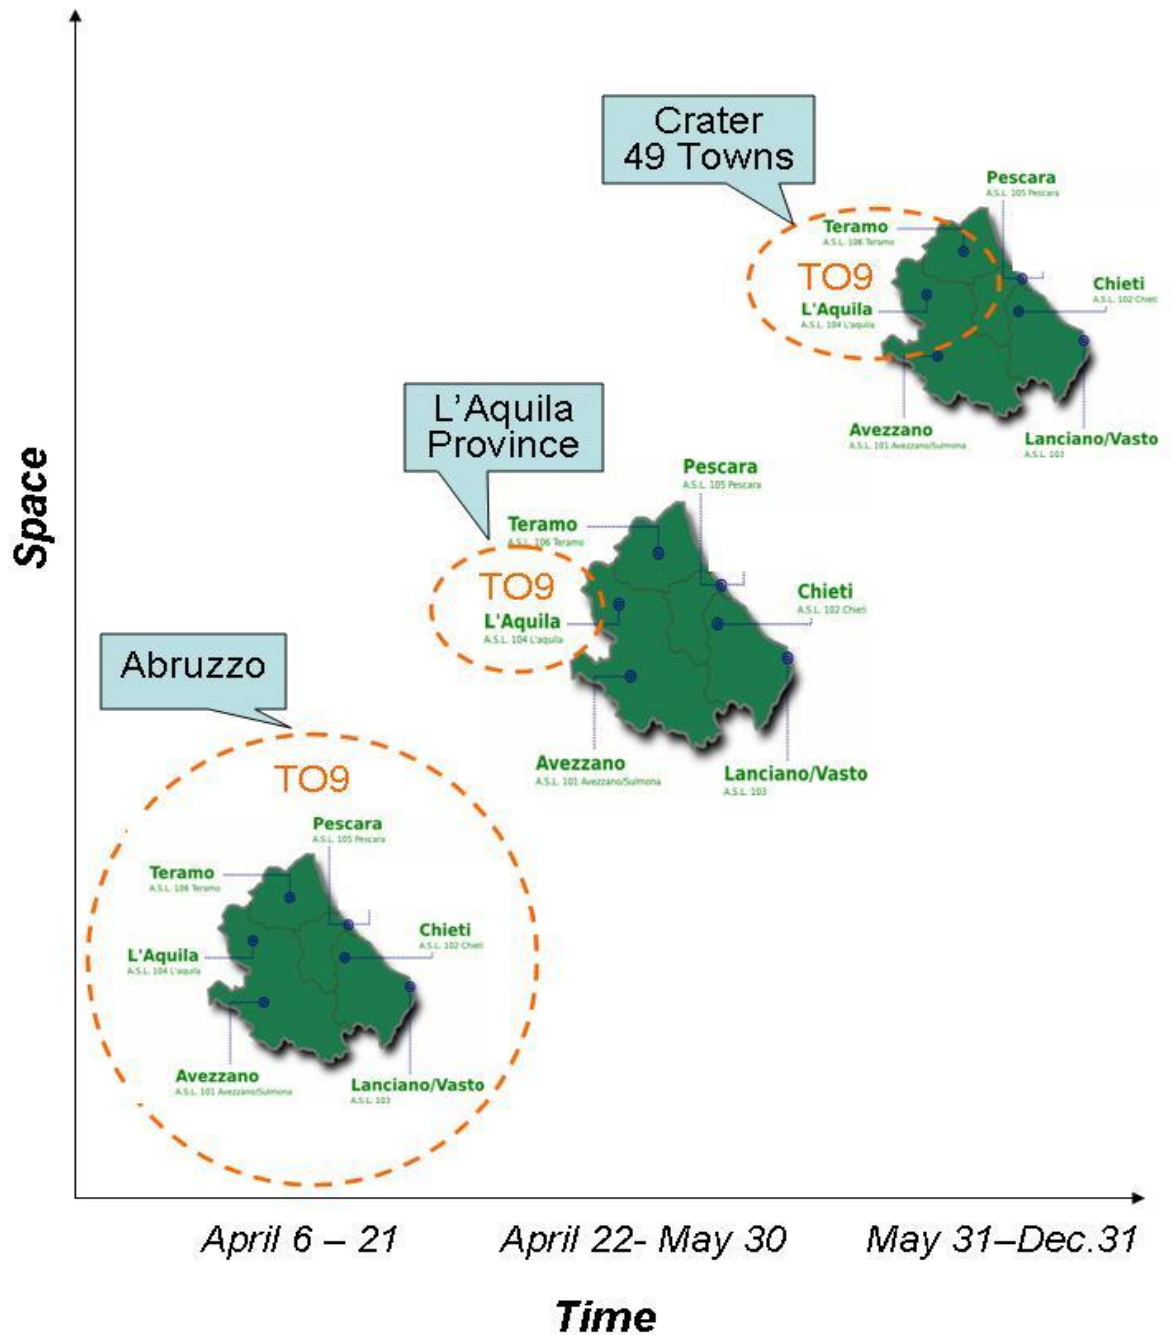 Crater
49 Towns
Pescara
A.S.L. 105 Pescara
Teramo
A.S.L. 106 Teramo
TO9
Chieti
A.S.L. 102 Chieti
L'Aquila
A.S.L. 104 L'aquila
Avezzano
A.S.L. 101 Avezzano/Sulmona
Lanciano/Vasto
A.S.L. 103
L'Aquila
Province
Pescara
A.S.L. 105 Pescara
Teramo
A.S.L. 106 Teramo
TO9
Chieti
A.S.L. 102 Chieti
L'Aquila
A.S.L. 104 L'aquila
Avezzano
A.S.L. 101 Avezzano/Sulmona
Lanciano/Vasto
A.S.L. 103
Space
Abruzzo
TO9
Pescara
A.S.L. 105 Pescara
Teramo
A.S.L. 106 Teramo
Chieti
A.S.L. 102 Chieti
L'Aquila
A.S.L. 104 L'aquila
Avezzano
A.S.L. 101 Avezzano/Sulmona
Lanciano/Vasto
A.S.L. 103
April 6 – 21
April 22- May 30
May 31–Dec.31
Time